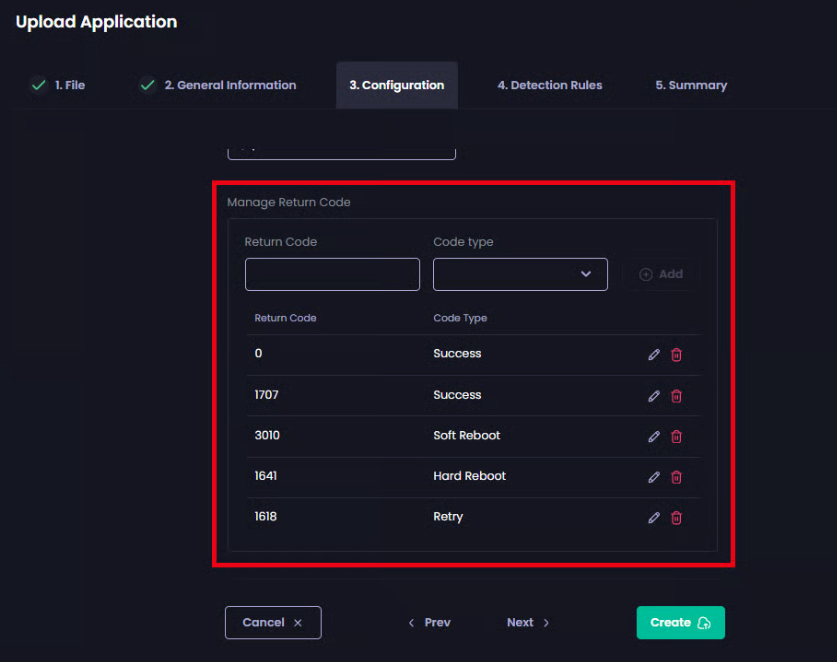 Upload Application
1. File 2. General Information 3. Configuration 4. Detection Rules 5. Summary
Manage Return Code
Return Code Code type
Add
Return Code Code Type
0 Success
1707 Success
3010 Soft Reboot
1641 Hard Reboot
1618 Retry
Cancel Prev Next Create